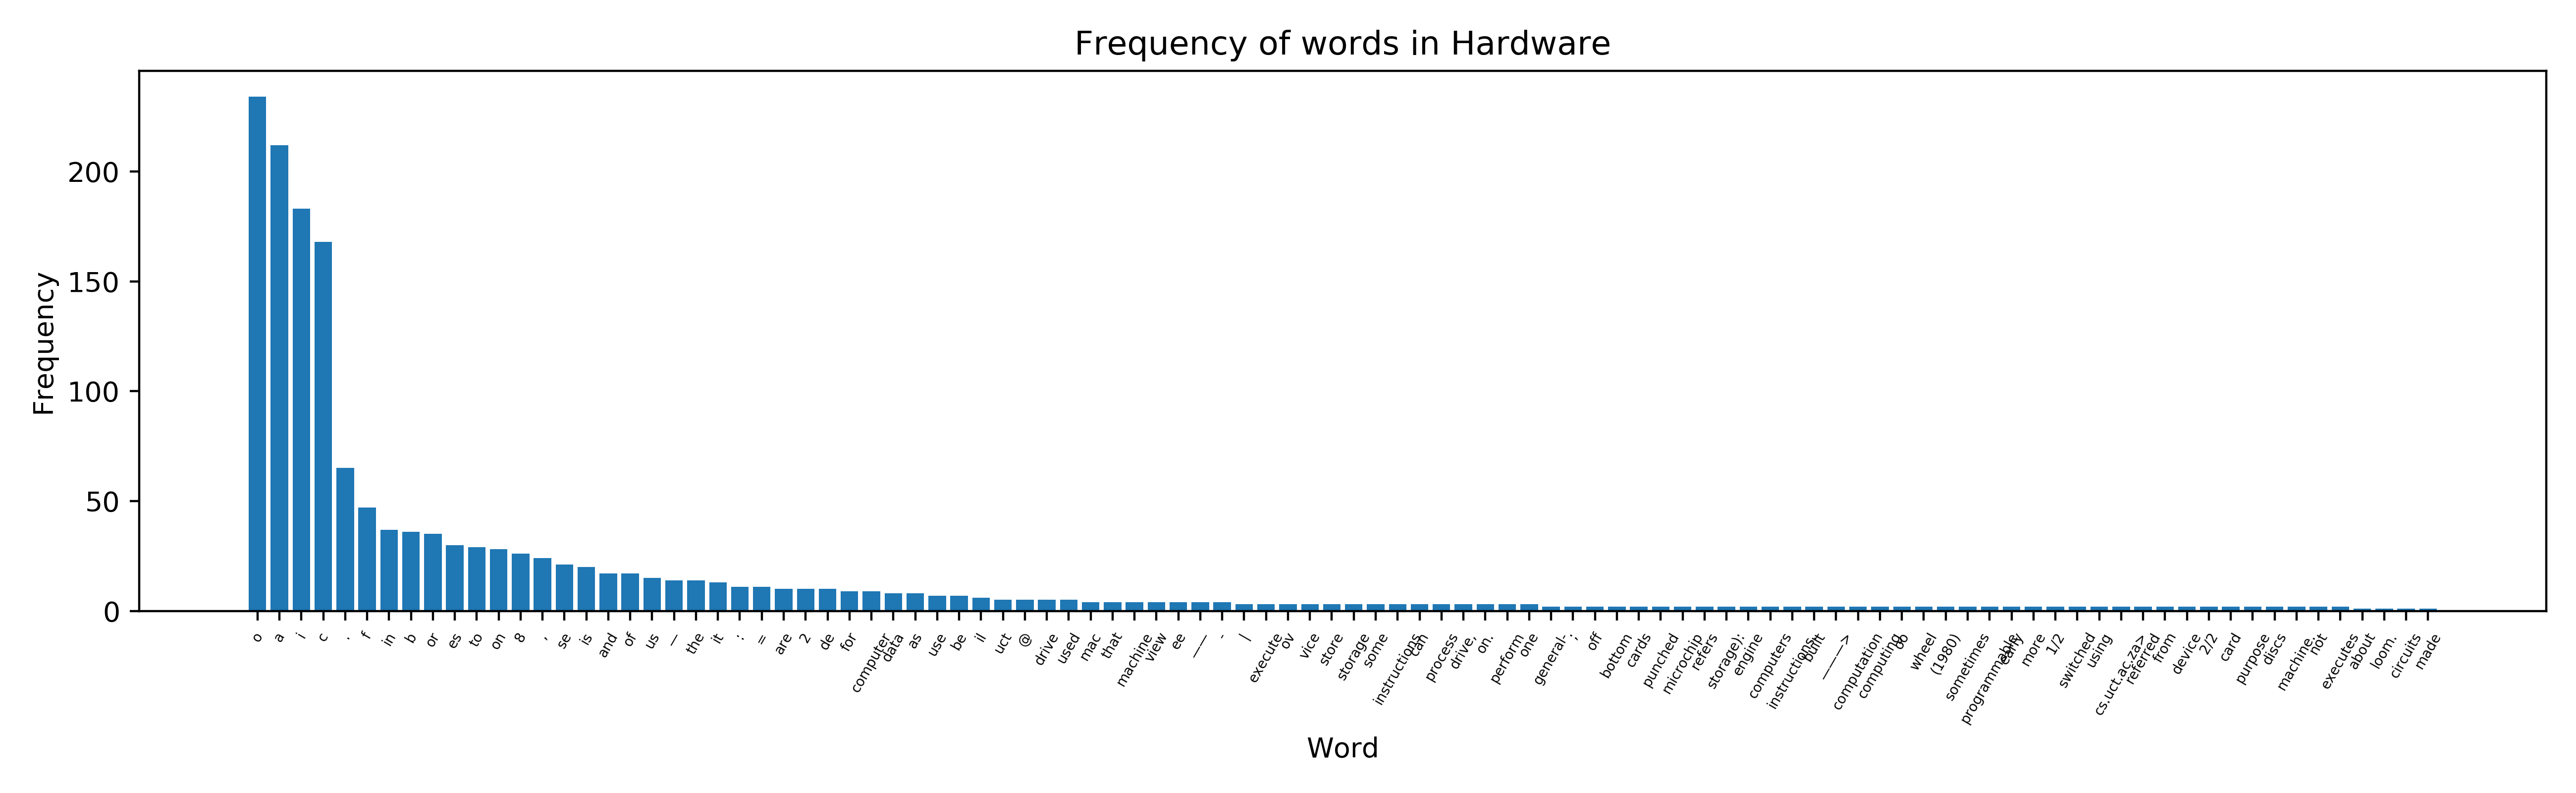 Frequency of words in Hardware
Frequency
200
150
100
50
0
o a i c . f in b or es to on 8 , se is and of us — the it : = are 2 de for computer data as use be il uct @ drive used mac that machine view ee —— - | execute ov vice store storage some instructions can process drive, on. perform one general- ; off bottom cards punched microchip refers storage): engine computers instructions. built ———> computation computing do wheel (1980) sometimes programmable early more 1/2 switched using cs.uct.ac.za> referred from device 2/2 card purpose discs machine. not executes about loom. circuits made
Word